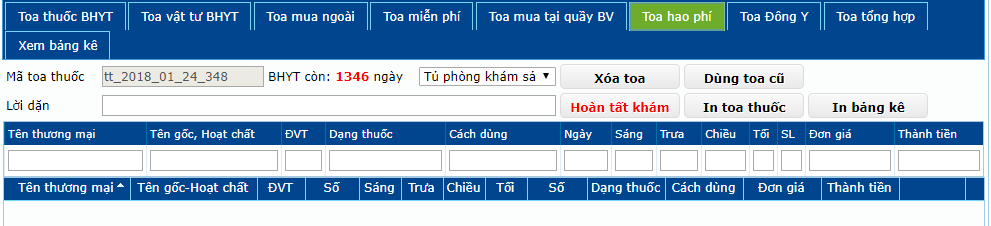 Toa thuốc BHYT Toa vật tư BHYT Toa mua ngoài Toa miễn phí Toa mua tại quầy BV Toa hao phí Toa Đông Y Toa tổng hợp
Xem bảng kê
Mã toa thuốc tt_2018_01_24_348 BHYT còn: 1346 ngày Tủ phòng khám sả Xóa toa Dùng toa cũ
Lời dặn Hoàn tất khám In toa thuốc In bảng kê
Tên thương mại Tên gốc, Hoạt chất ĐVT Dạng thuốc Cách dùng Ngày Sáng Trưa Chiều Tối SL Đơn giá Thành tiền
Tên thương mại Tên gốc-Hoạt chất ĐVT Số Sáng Trưa Chiều Tối Số Dạng thuốc Cách dùng Đơn giá Thành tiền